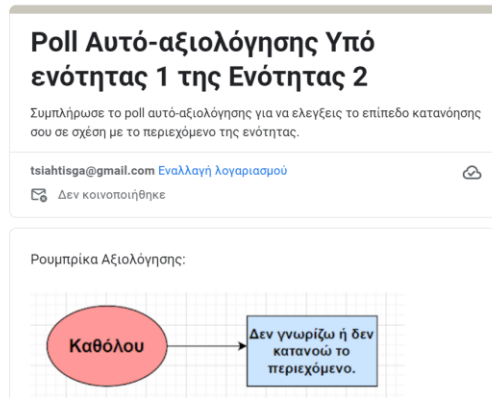 Poll Αυτό-αξιολόγησης Υπό
ενότητας 1 της Ενότητας 2
Συμπλήρωσε το poll αυτό-αξιολόγησης για να ελεγξεις το επίπεδο κατανόησης
σου σε σχέση με το περιεχόμενο της ενότητας.
tsiahtisga@gmail.com Εναλλαγή λογαριασμού
Δεν κοινοποιήθηκε
Ρουμπρίκα Αξιολόγησης:
Καθόλου
Δεν γνωρίζω ή δεν
κατανοώ το
περιεχόμενο.